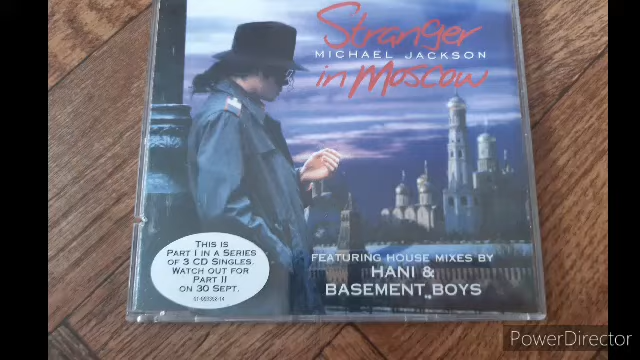 Stranger
MICHAEL JACKSON
in Moscow
FEATURING HOUSE MIXES BY
HANI &
BASEMENT BOYS
THIS IS
PART I IN A SERIES
OF 3 CD SINGLES.
WATCH OUT FOR
PART II
ON 30 SEPT.
PowerDirector